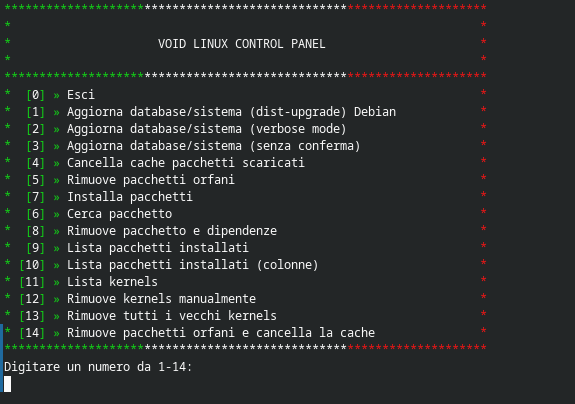 *********************************************************************
* *
* VOID LINUX CONTROL PANEL *
* *
*********************************************************************
* [0] » Esci *
* [1] » Aggiorna database/sistema (dist-upgrade) Debian *
* [2] » Aggiorna database/sistema (verbose mode) *
* [3] » Aggiorna database/sistema (senza conferma) *
* [4] » Cancella cache pacchetti scaricati *
* [5] » Rimuove pacchetti orfani *
* [7] » Installa pacchetti *
* [6] » Cerca pacchetto *
* [8] » Rimuove pacchetto e dipendenze *
* [9] » Lista pacchetti installati *
* [10] » Lista pacchetti installati (colonne) *
* [11] » Lista kernels *
* [12] » Rimuove kernels manualmente *
* [13] » Rimuove tutti i vecchi kernels *
* [14] » Rimuove pacchetti orfani e cancella la cache *
*********************************************************************
Digitare un numero da 1-14: